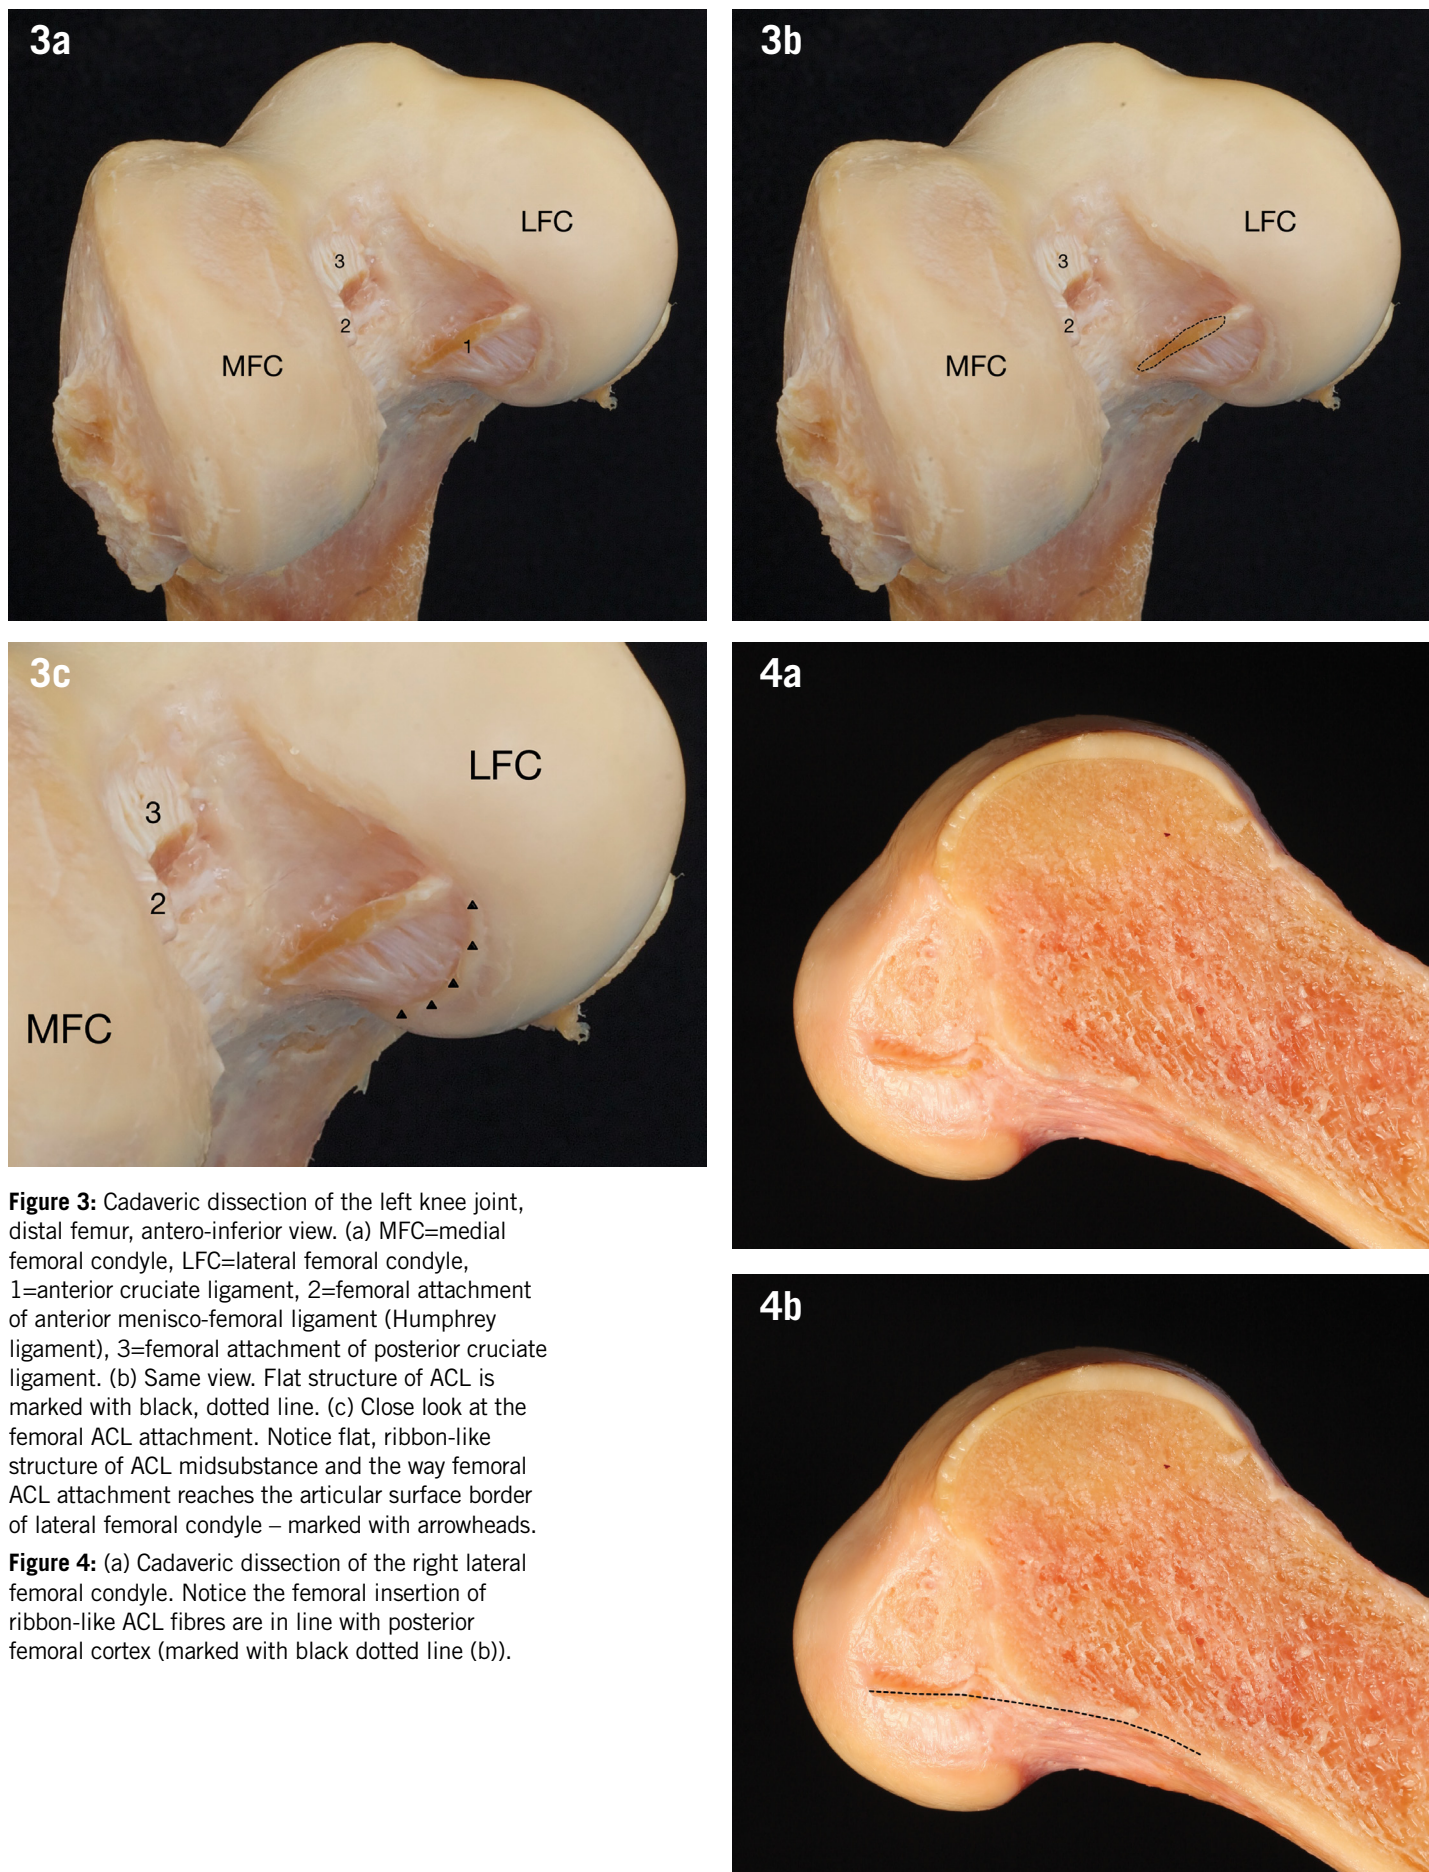 3a
LFC
3
2
1
MFC
3b
LFC
3
2
MFC
3c
LFC
3
2
MFC
4a
4b
Figure 3: Cadaveric dissection of the left knee joint,
distal femur, antero-inferior view. (a) MFC=medial
femoral condyle, LFC=lateral femoral condyle,
1=anterior cruciate ligament, 2=femoral attachment
of anterior menisco-femoral ligament (Humphrey
ligament), 3=femoral attachment of posterior cruciate
ligament. (b) Same view. Flat structure of ACL is
marked with black, dotted line. (c) Close look at the
femoral ACL attachment. Notice flat, ribbon-like
structure of ACL midsubstance and the way femoral
ACL attachment reaches the articular surface border
of lateral femoral condyle – marked with arrowheads.
Figure 4: (a) Cadaveric dissection of the right lateral
femoral condyle. Notice the femoral insertion of
ribbon-like ACL fibres are in line with posterior
femoral cortex (marked with black dotted line (b)).